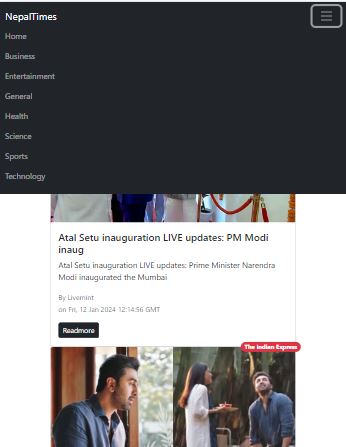 NepalTimes
Home
Business
Entertainment
General
Health
Science
Sports
Technology
Atal Setu inauguration LIVE updates: PM Modi
inaug
Atal Setu inauguration LIVE updates: Prime Minister Narendra
Modi inaugurated the Mumbai
By Livemint
on Fri, 12 Jan 2024 12:14:56 GMT
Readmore
The Indian Express